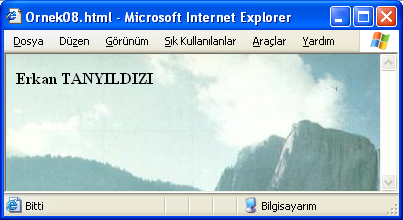 Ornek08.html - Microsoft Internet Explorer
Dosya Düzen Görünüm Sık Kullanılanlar Araçlar Yardım
Erkan TANYILDIZI
Bitti Bilgisayarım